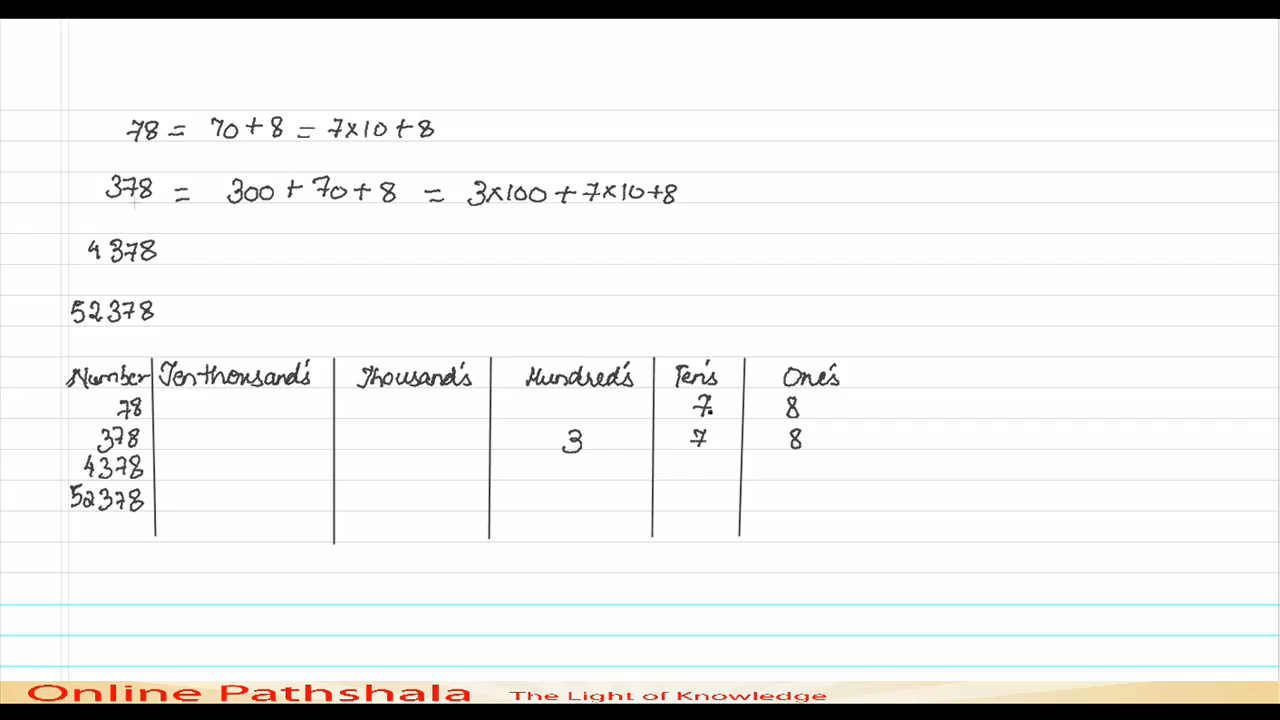 78 = 70 + 8 = 7×10 + 8
378 = 300 + 70 + 8 = 3×100 + 7×10+8
4378
52378
Number Ten thousand's Thousand's Hundred's Ten's One's
78 7 8
378 3 7 8
4378
52378
Online Pathshala The Light of Knowledge